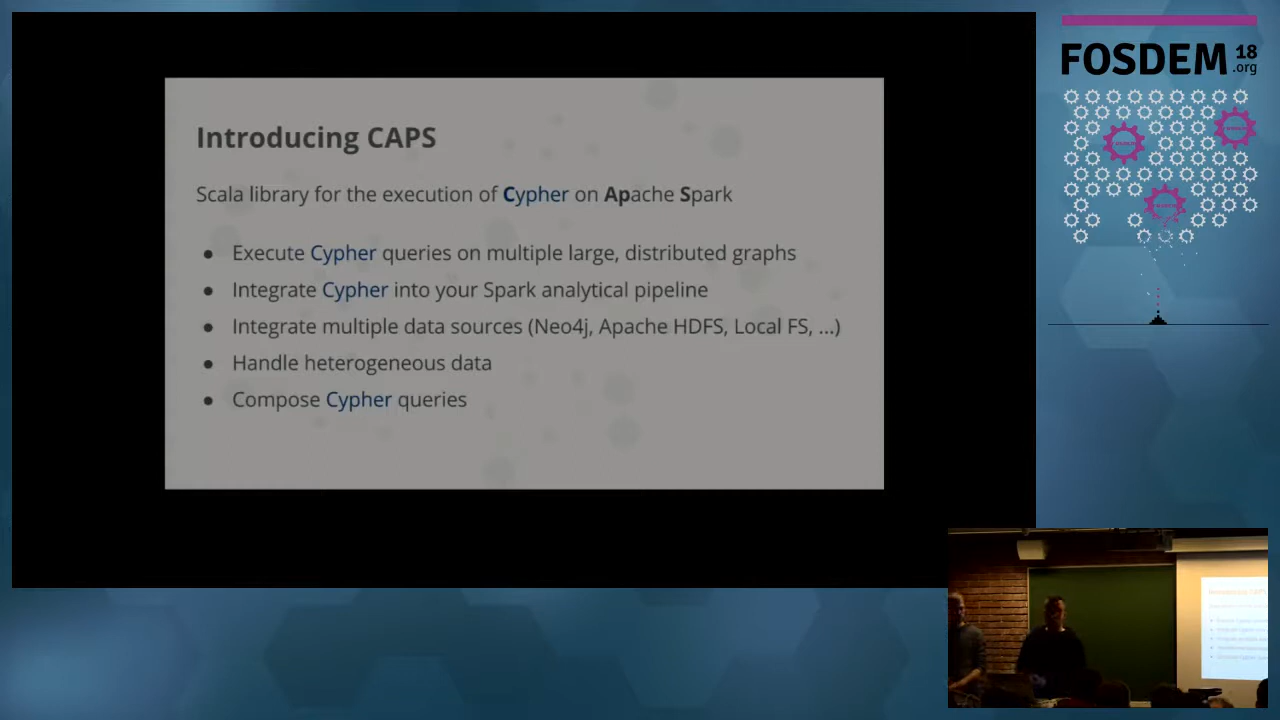 Introducing CAPS
Scala library for the execution of Cypher on Apache Spark
● Execute Cypher queries on multiple large, distributed graphs
● Integrate Cypher into your Spark analytical pipeline
● Integrate multiple data sources (Neo4j, Apache HDFS, Local FS, ...)
● Handle heterogeneous data
● Compose Cypher queries
FOSDEM 18
.org